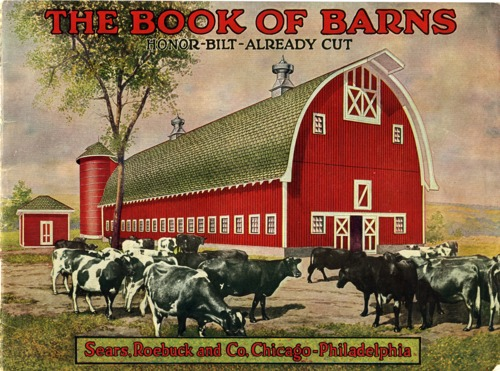 THE BOOK OF BARNS
HONOR-BILT-ALREADY CUT
Sears, Roebuck and Co. Chicago-Philadelphia